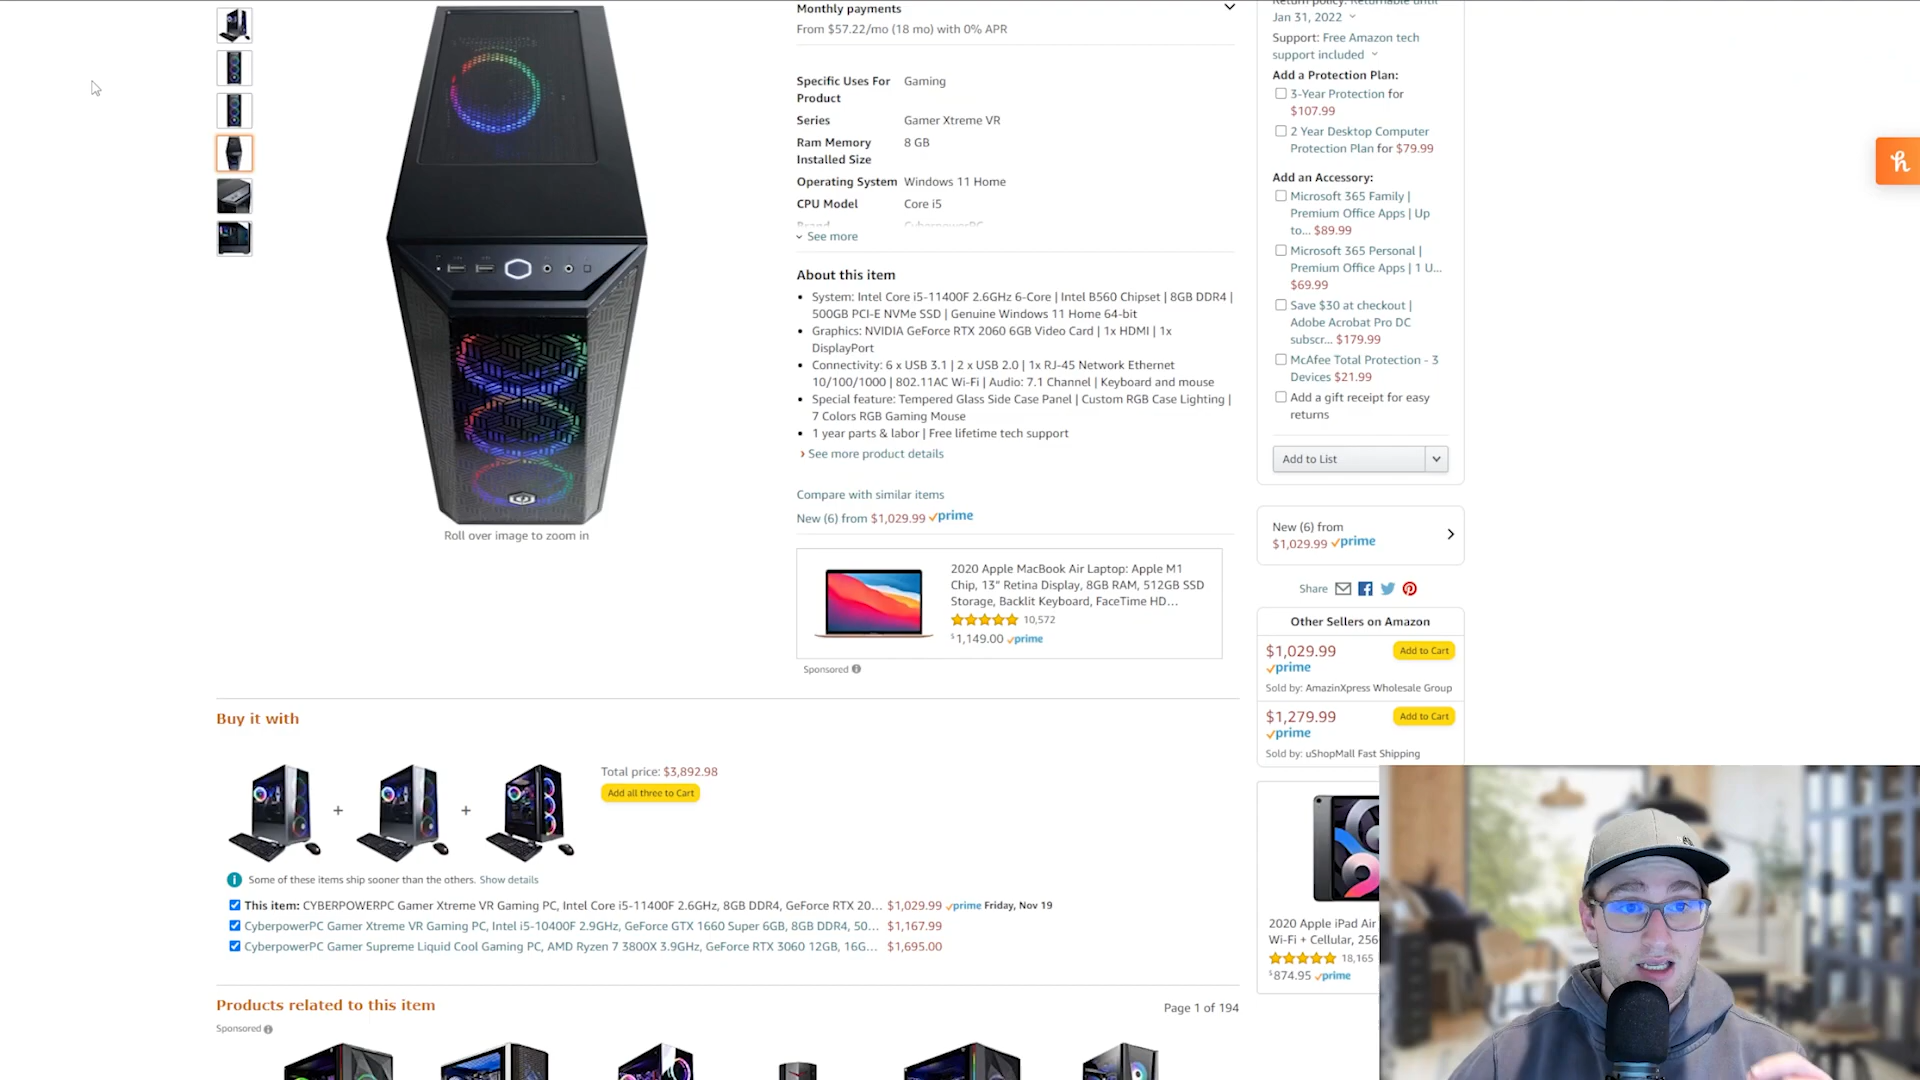 Monthly payments
From $57.22/mo (18 mo) with 0% APR
Specific Uses For Product Gaming
Series Gamer Xtreme VR
Ram Memory Installed Size 8 GB
Operating System Windows 11 Home
CPU Model Core i5
Brand CyberpowerPC
See more
About this item
System: Intel Core i5-11400F 2.6GHz 6-Core | Intel B560 Chipset | 8GB DDR4 |
500GB PCI-E NVMe SSD | Genuine Windows 11 Home 64-bit
Graphics: NVIDIA GeForce RTX 2060 6GB Video Card | 1x HDMI | 1x
DisplayPort
Connectivity: 6 x USB 3.1 | 2 x USB 2.0 | 1x RJ-45 Network Ethernet
10/100/1000 | 802.11AC Wi-Fi | Audio: 7.1 Channel | Keyboard and mouse
Special feature: Tempered Glass Side Case Panel | Custom RGB Case Lighting |
7 Colors RGB Gaming Mouse
1 year parts & labor | Free lifetime tech support
› See more product details
Compare with similar items
New (6) from $1,029.99 prime
Roll over image to zoom in
2020 Apple MacBook Air Laptop: Apple M1
Chip, 13" Retina Display, 8GB RAM, 512GB SSD
Storage, Backlit Keyboard, FaceTime HD...
10,572
$1,149.00 prime
Sponsored
Return policy: Returnable until
Jan 31, 2022
Support: Free Amazon tech
support included
Add a Protection Plan:
3-Year Protection for
$107.99
2 Year Desktop Computer
Protection Plan for $79.99
Add an Accessory:
Microsoft 365 Family |
Premium Office Apps | Up
to... $89.99
Microsoft 365 Personal |
Premium Office Apps | 1 U...
$69.99
Save $30 at checkout |
Adobe Acrobat Pro DC
subscr... $179.99
McAfee Total Protection - 3
Devices $21.99
Add a gift receipt for easy
returns
Add to List
New (6) from
$1,029.99 prime
Share
Other Sellers on Amazon
$1,029.99 Add to Cart
prime
Sold by: AmazinXpress Wholesale Group
$1,279.99 Add to Cart
prime
Sold by: uShopMall Fast Shipping
2020 Apple iPad Air
Wi-Fi + Cellular, 256
18,165
$874.95 prime
Buy it with
Total price: $3,892.98
Add all three to Cart
Some of these items ship sooner than the others. Show details
This item: CYBERPOWERPC Gamer Xtreme VR Gaming PC, Intel Core i5-11400F 2.6GHz, 8GB DDR4, GeForce RTX 20... $1,029.99 prime Friday, Nov 19
CyberpowerPC Gamer Xtreme VR Gaming PC, Intel i5-10400F 2.9GHz, GeForce GTX 1660 Super 6GB, 8GB DDR4, 50... $1,167.99
CyberpowerPC Gamer Supreme Liquid Cool Gaming PC, AMD Ryzen 7 3800X 3.9GHz, GeForce RTX 3060 12GB, 16G... $1,695.00
Products related to this item
Page 1 of 194
Sponsored